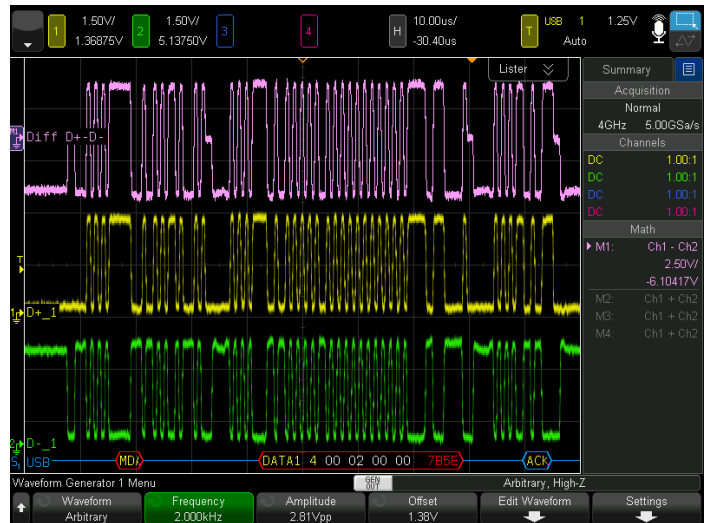 1 1.50V/ 2 1.50V/ 3 4 H 10.00us/ T USB 1 1.25V
1.36875V 5.13750V -30.40us Auto
Lister
Summary
Acquisition
Normal
4GHz 5.00GSa/s
Channels
DC 1.00:1
DC 1.00:1
DC 1.00:1
DC 1.00:1
Math
M1: Ch1 - Ch2
2.50V/
-6.10417V
M2: Ch1 + Ch2
M3: Ch1 + Ch2
M4: Ch1 + Ch2
M1 Diff D+-D-
T
1 D+_1
2 D-_1
S1 USB DATA1 4 00 02 00 00 7B5E ACK
Waveform Generator 1 Menu GEN OUT Arbitrary, High-Z
Waveform Frequency Amplitude Offset Edit Waveform Settings
Arbitrary 2.000kHz 2.81Vpp 1.38V